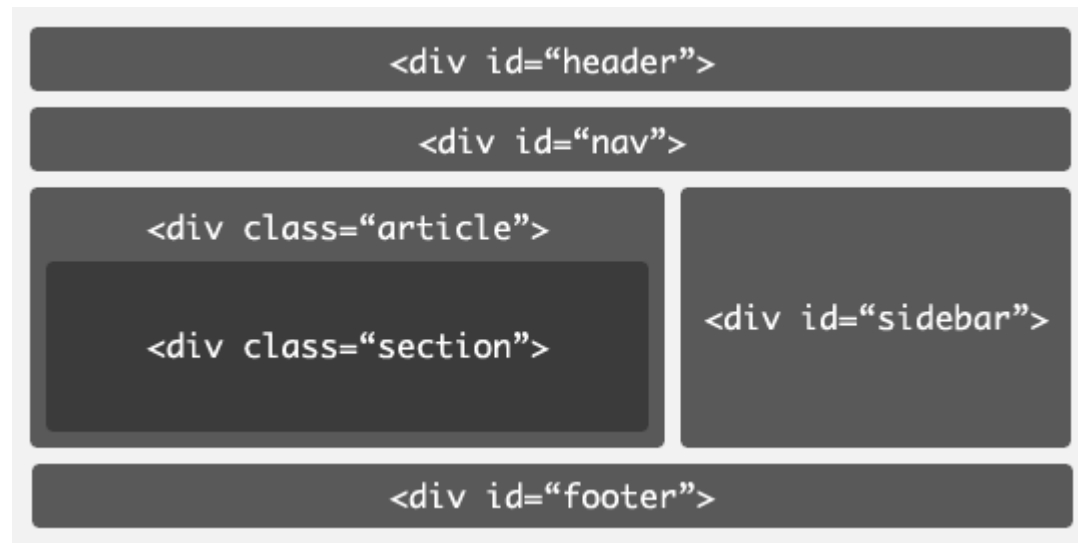 <div id=“header”>
<div id=“nav”>
<div class=“article”>
<div class=“section”>
<div id=“sidebar”>
<div id=“footer”>